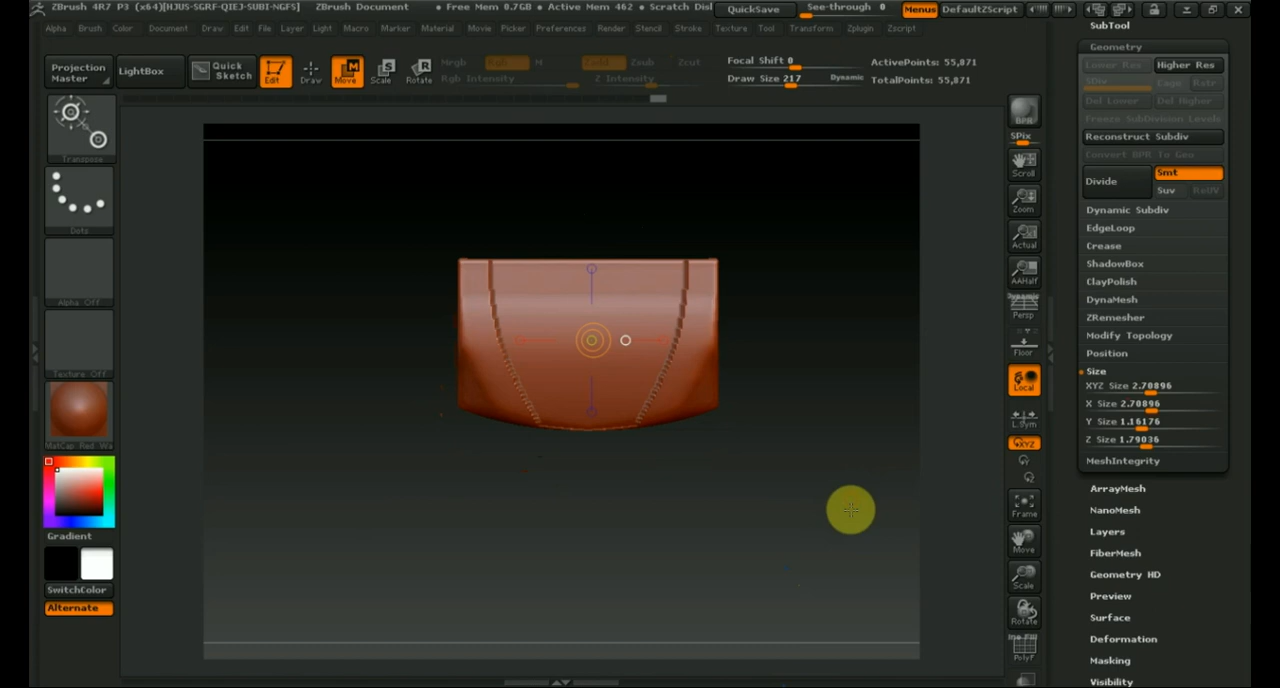 ZBrush 4R7 P3 (x64)[HJUS-SGRF-QIEJ-SUBI-NGFS] ZBrush Document • Free Mem 8.7GB • Active Mem 462 • Scratch Disl QuickSave See-through 0 Menus DefaultZScript
Alpha Brush Color Document Draw Edit File Layer Light Macro Marker Material Movie Picker Preferences Render Stencil Stroke Texture Tool Transform Zplugin Zscript
Projection Master
LightBox
Quick Sketch
Edit
Draw
Move
Scale
Rotate
Mrgb Rgb M
Rgb Intensity
Zadd Zsub Zcut
Z Intensity
Focal Shift 0
Draw Size 217 Dynamic
ActivePoints: 55,871
TotalPoints: 55,871
Transpose
Dots
Alpha Off
Texture Off
MatCap Red Wa
Gradient
SwitchColor
Alternate
BPR
SPix
Scroll
Zoom
Actual
AAHalf
Dynamic
Persp
Floor
Local
L.Sym
XYZ
Frame
Move
Scale
Rotate
Line Fill
PolyF
SubTool
Geometry
Lower Res Higher Res
SDiv Cage Rstr
Del Lower Del Higher
Freeze SubDivision Levels
Reconstruct Subdiv
Convert BPR To Geo
Divide Smt
Suv ReUV
Dynamic Subdiv
EdgeLoop
Crease
ShadowBox
ClayPolish
DynaMesh
ZRemesher
Modify Topology
Position
Size
XYZ Size 2.70896
X Size 2.70896
Y Size 1.16176
Z Size 1.79036
MeshIntegrity
ArrayMesh
NanoMesh
Layers
FiberMesh
Geometry HD
Preview
Surface
Deformation
Masking
Visibility